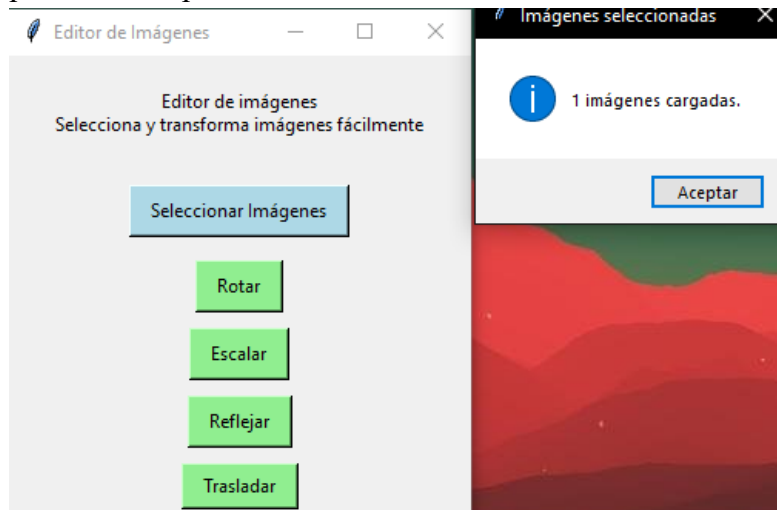 Editor de Imágenes
Editor de imágenes
Selecciona y transforma imágenes fácilmente
Seleccionar Imágenes
Rotar
Escalar
Reflejar
Trasladar
Imágenes seleccionadas
1 imágenes cargadas.
Aceptar